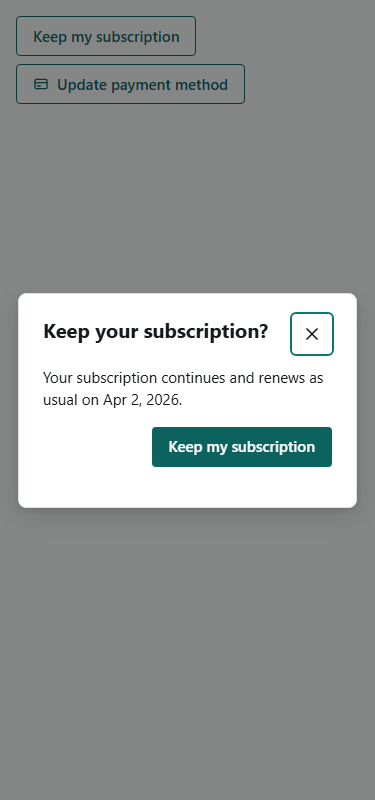 Keep my subscription
Update payment method
Keep your subscription?
Your subscription continues and renews as
usual on Apr 2, 2026.
Keep my subscription